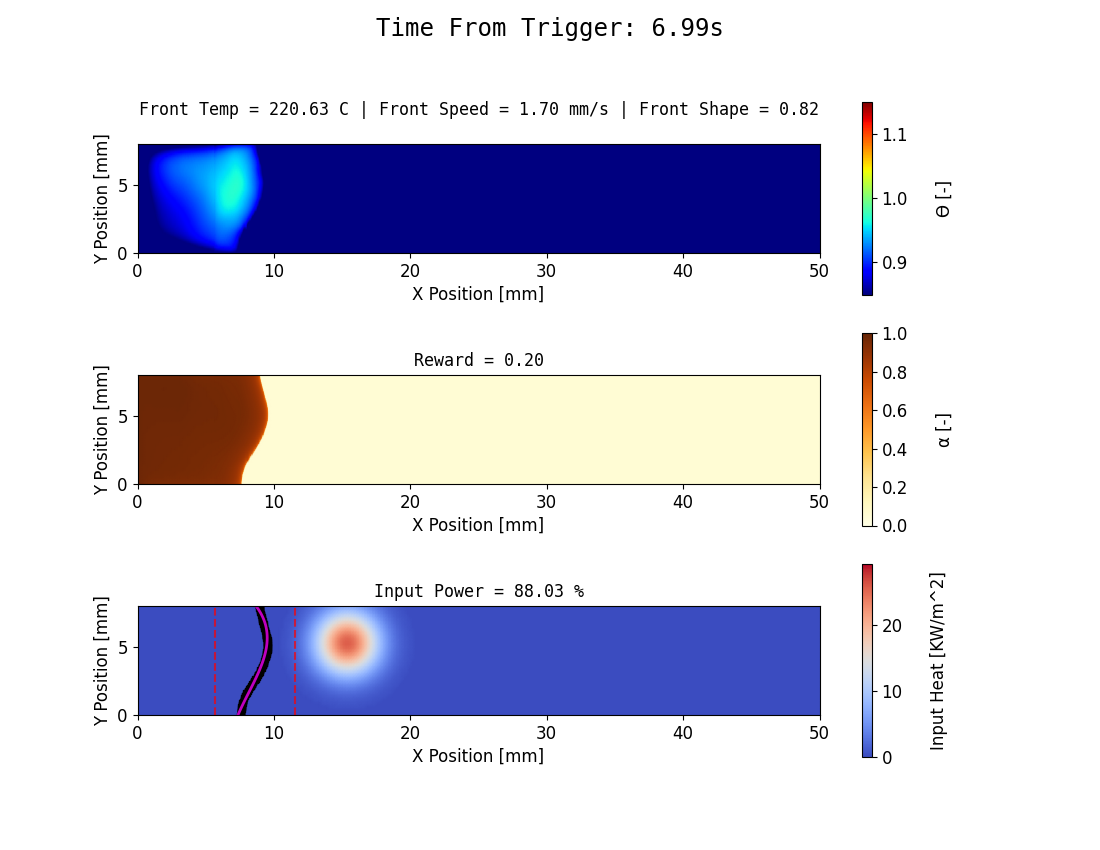 Time From Trigger: 6.99s
Front Temp = 220.63 C | Front Speed = 1.70 mm/s | Front Shape = 0.82
Y Position [mm]
5
0
0 10 20 30 40 50
X Position [mm]
1.1
1.0
0.9
Θ [-]
Reward = 0.20
Y Position [mm]
5
0
0 10 20 30 40 50
X Position [mm]
1.0
0.8
0.6
0.4
0.2
0.0
α [-]
Input Power = 88.03 %
Y Position [mm]
5
0
0 10 20 30 40 50
X Position [mm]
20
10
0
Input Heat [KW/m^2]